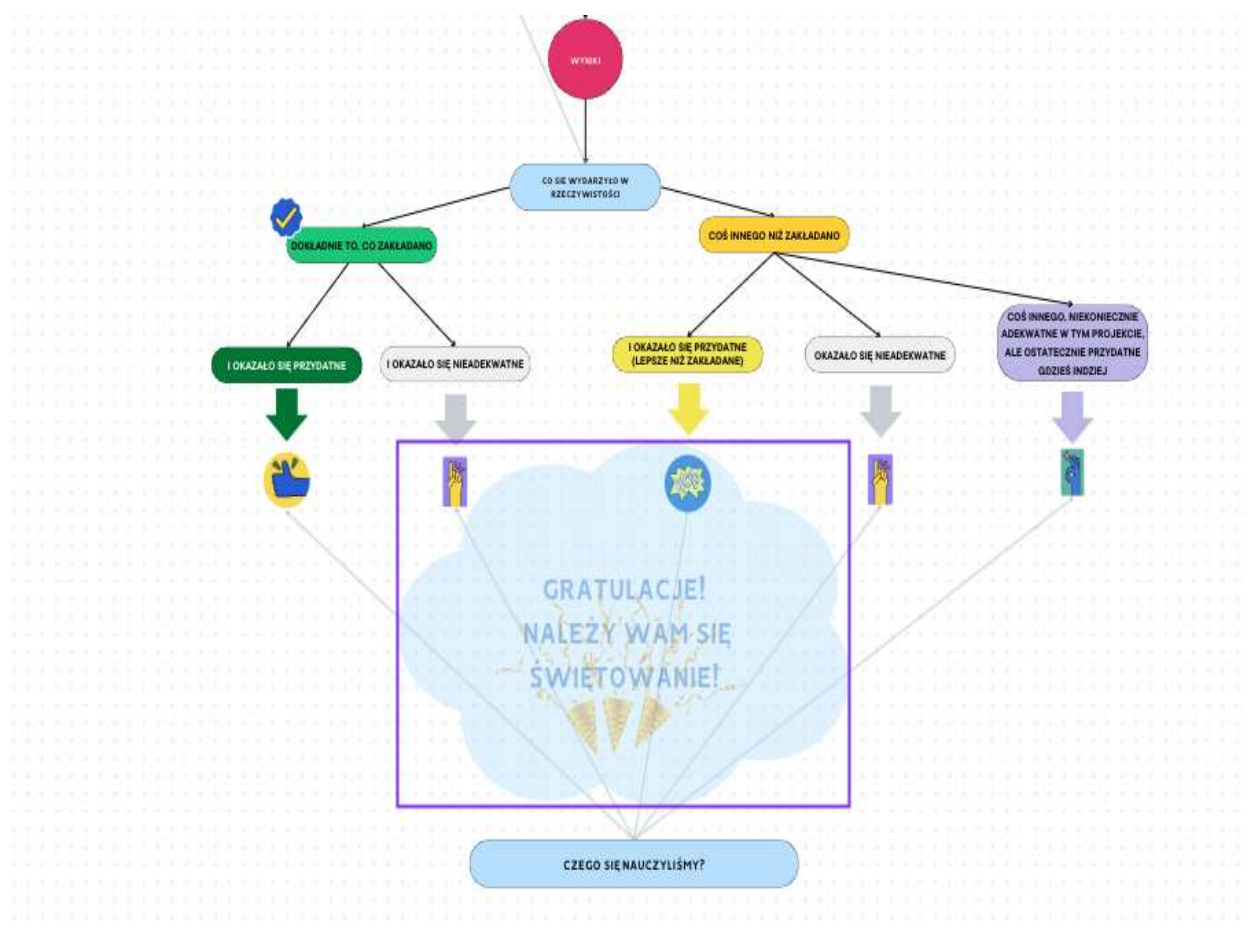 WYNIKI
CO SIĘ WYDARZYŁO W
RZECZYWISTOŚCI
DOKŁADNIE TO, CO ZAKŁADANO
COŚ INNEGO NIŻ ZAKŁADANO
I OKAZAŁO SIĘ PRZYDATNE
I OKAZAŁO SIĘ NIEADEKWATNE
I OKAZAŁO SIĘ PRZYDATNE
(LEPSZE NIŻ ZAKŁADANE)
OKAZAŁO SIĘ NIEADEKWATNE
COŚ INNEGO, NIEKONIECZNIE
ADEKWATNE W TYM PROJEKCIE,
ALE OSTATECZNIE PRZYDATNE
GDZIEŚ INDZIEJ
GRATULACJE!
NALEŻY WAM SIĘ
ŚWIĘTOWANIE!
CZEGO SIĘ NAUCZYLIŚMY?